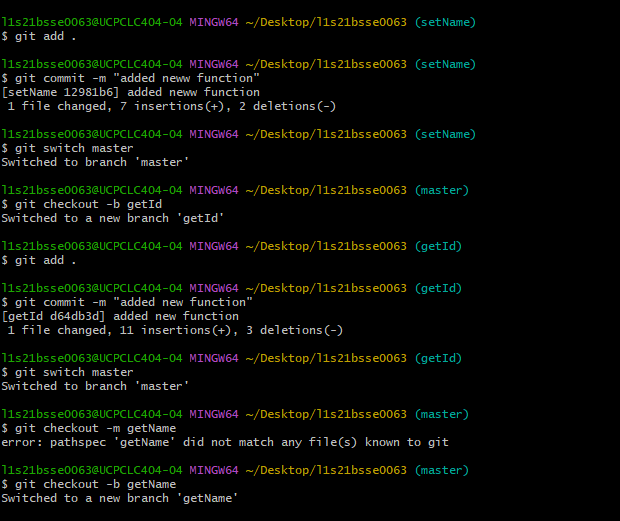 l1s21bsse0063@UCPCLC404-04 MINGW64 ~/Desktop/l1s21bsse0063 (setName)
$ git add .
l1s21bsse0063@UCPCLC404-04 MINGW64 ~/Desktop/l1s21bsse0063 (setName)
$ git commit -m "added neww function"
[setName 12981b6] added neww function
 1 file changed, 7 insertions(+), 2 deletions(-)
l1s21bsse0063@UCPCLC404-04 MINGW64 ~/Desktop/l1s21bsse0063 (setName)
$ git switch master
Switched to branch 'master'
l1s21bsse0063@UCPCLC404-04 MINGW64 ~/Desktop/l1s21bsse0063 (master)
$ git checkout -b getId
Switched to a new branch 'getId'
l1s21bsse0063@UCPCLC404-04 MINGW64 ~/Desktop/l1s21bsse0063 (getId)
$ git add .
l1s21bsse0063@UCPCLC404-04 MINGW64 ~/Desktop/l1s21bsse0063 (getId)
$ git commit -m "added new function"
[getId d64db3d] added new function
 1 file changed, 11 insertions(+), 3 deletions(-)
l1s21bsse0063@UCPCLC404-04 MINGW64 ~/Desktop/l1s21bsse0063 (getId)
$ git switch master
Switched to branch 'master'
l1s21bsse0063@UCPCLC404-04 MINGW64 ~/Desktop/l1s21bsse0063 (master)
$ git checkout -m getName
error: pathspec 'getName' did not match any file(s) known to git
l1s21bsse0063@UCPCLC404-04 MINGW64 ~/Desktop/l1s21bsse0063 (master)
$ git checkout -b getName
Switched to a new branch 'getName'